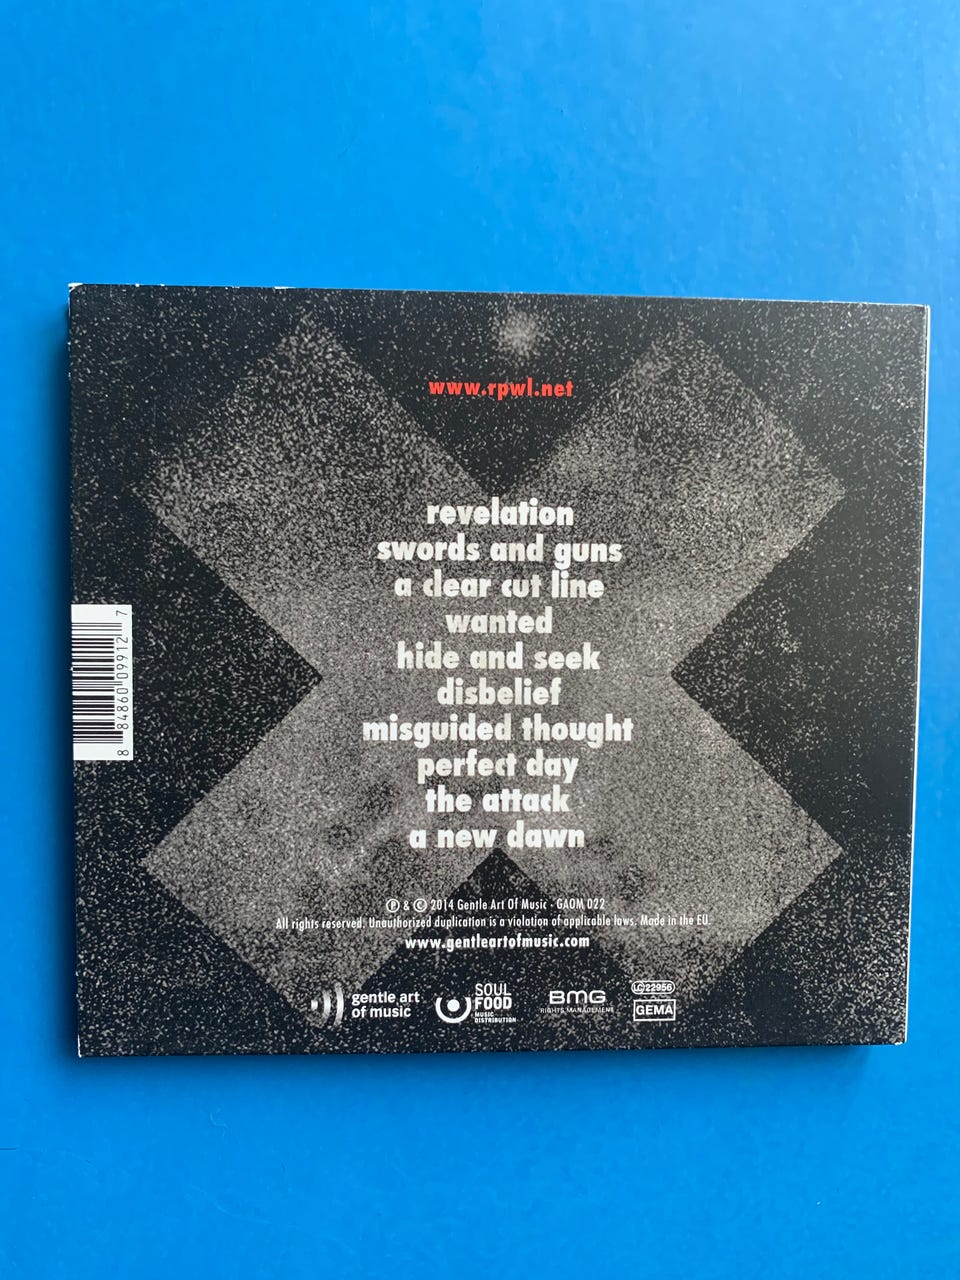 www.rpwl.net
revelation
swords and guns
a clear cut line
wanted
hide and seek
disbelief
misguided thought
perfect day
the attack
a new dawn
8 84860 09912 7
℗ & © 2014 Gentle Art Of Music - GAOM 022
All rights reserved. Unauthorized duplication is a violation of applicable laws. Made in the EU.
www.gentleartofmusic.com
gentle art
of music
SOUL
FOOD
MUSIC
DISTRIBUTION
BMG
RIGHTS MANAGEMENT
LC 22956
GEMA